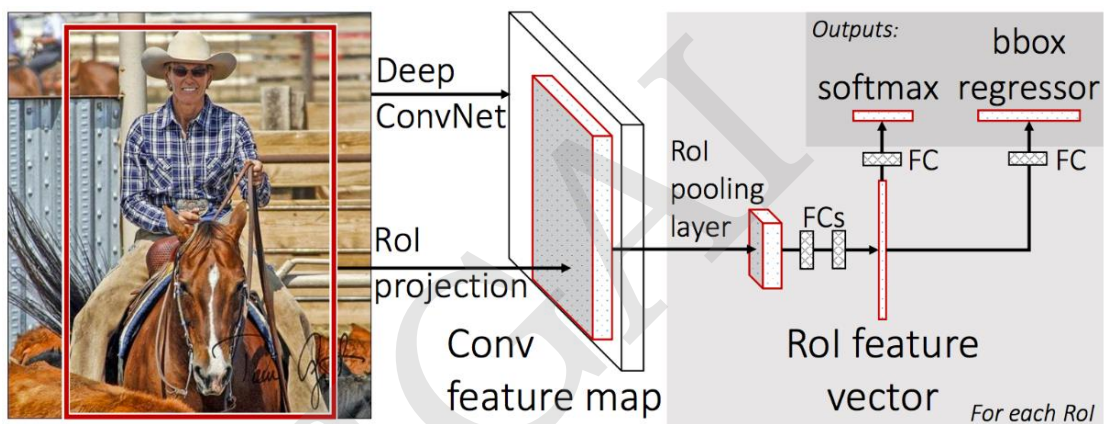 Deep
ConvNet
RoI
projection
Conv
feature map
RoI
pooling
layer
FCs
RoI feature
vector
For each RoI
Outputs:
softmax
bbox
regressor
FC
FC
GAI